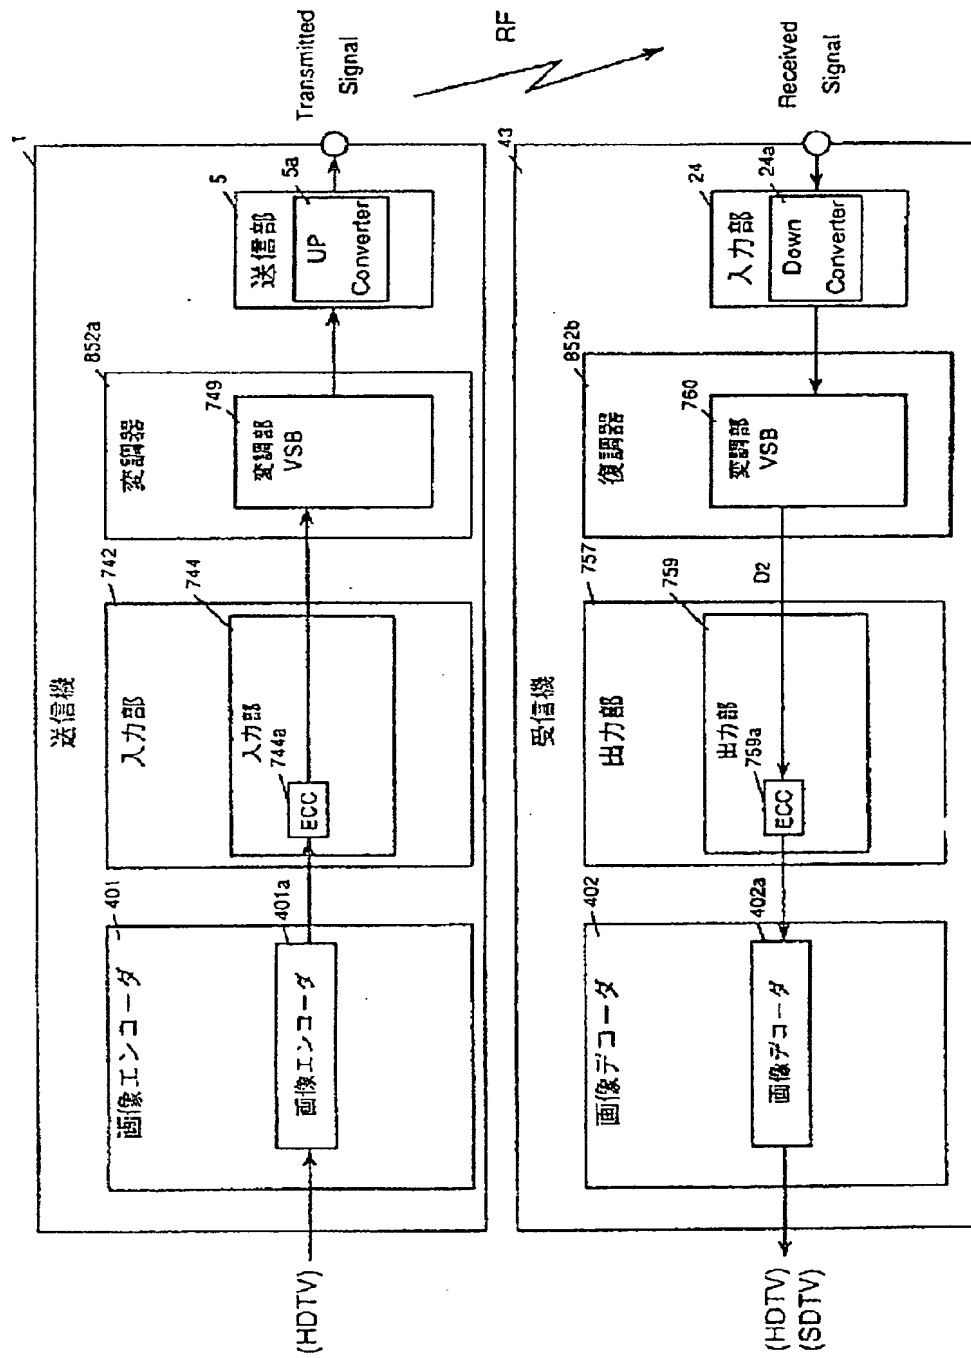 送信機
1
画像エンコーダ
401
画像エンコーダ
401a
(HDTV)
入力部
742
入力部
744
744a
ECC
変調器
852a
749
変調部
VSB
送信部
5
5a
UP
Converter
Transmitted
Signal
RF
受信機
43
Received
Signal
入力部
24
24a
Down
Converter
復調器
852b
760
変調部
VSB
D2
出力部
757
出力部
759
759a
ECC
画像デコーダ
402
402a
画像デコーダ
(HDTV)
(SDTV)